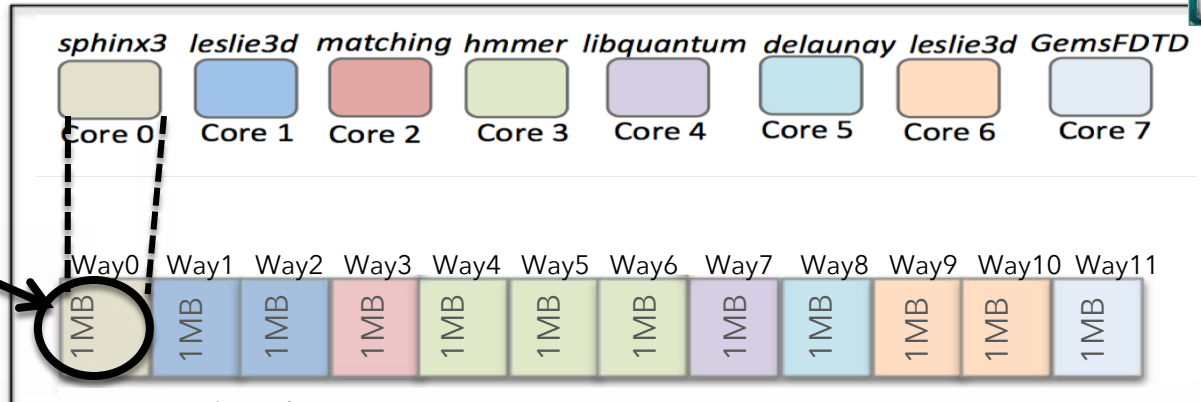 sphinx3 leslie3d matching hmmer libquantum delaunay leslie3d GemsFDTD
Core 0 Core 1 Core 2 Core 3 Core 4 Core 5 Core 6 Core 7
Way0 Way1 Way2 Way3 Way4 Way5 Way6 Way7 Way8 Way9 Way10 Way11
1MB 1MB 1MB 1MB 1MB 1MB 1MB 1MB 1MB 1MB 1MB 1MB